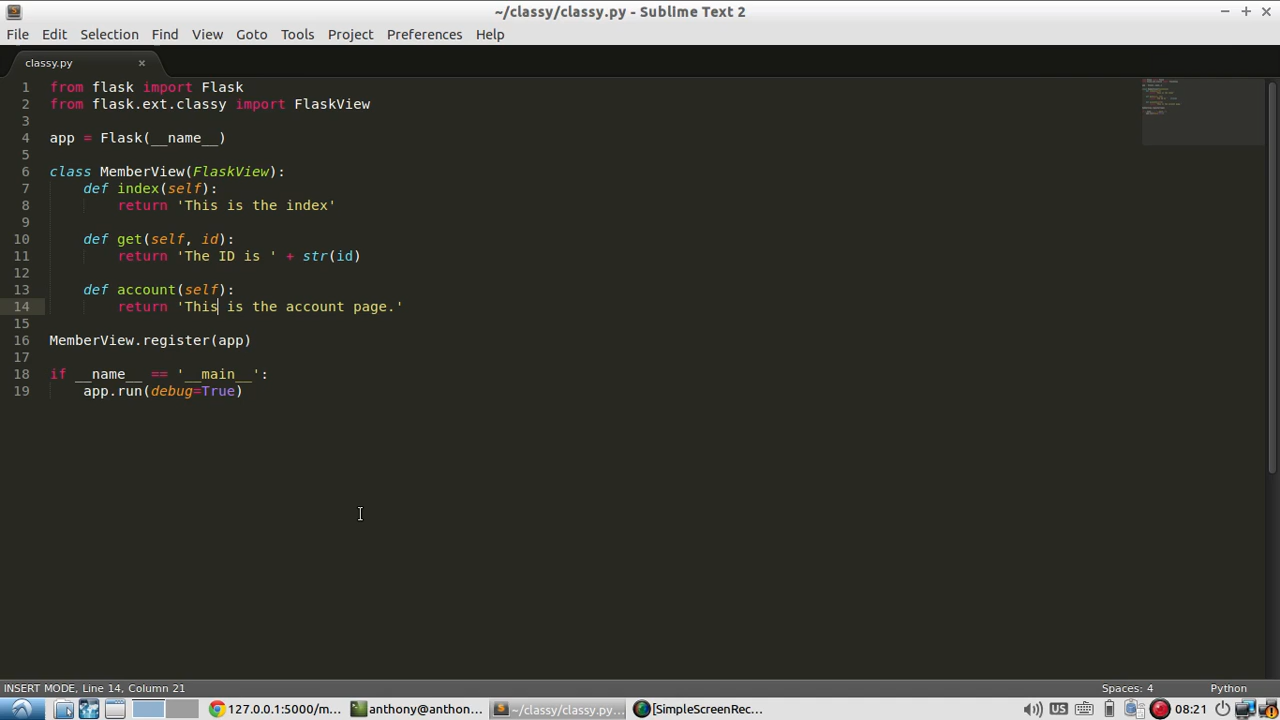 ~/classy/classy.py - Sublime Text 2
File Edit Selection Find View Goto Tools Project Preferences Help
classy.py ×
1 from flask import Flask
2 from flask.ext.classy import FlaskView
3
4 app = Flask(__name__)
5
6 class MemberView(FlaskView):
7     def index(self):
8         return 'This is the index'
9
10     def get(self, id):
11         return 'The ID is ' + str(id)
12
13     def account(self):
14         return 'This is the account page.'
15
16 MemberView.register(app)
17
18 if __name__ == '__main__':
19     app.run(debug=True)
INSERT MODE, Line 14, Column 21 Spaces: 4 Python
127.0.0.1:5000/m... anthony@anthon... ~/classy/classy.py... [SimpleScreenRec... US 08:21